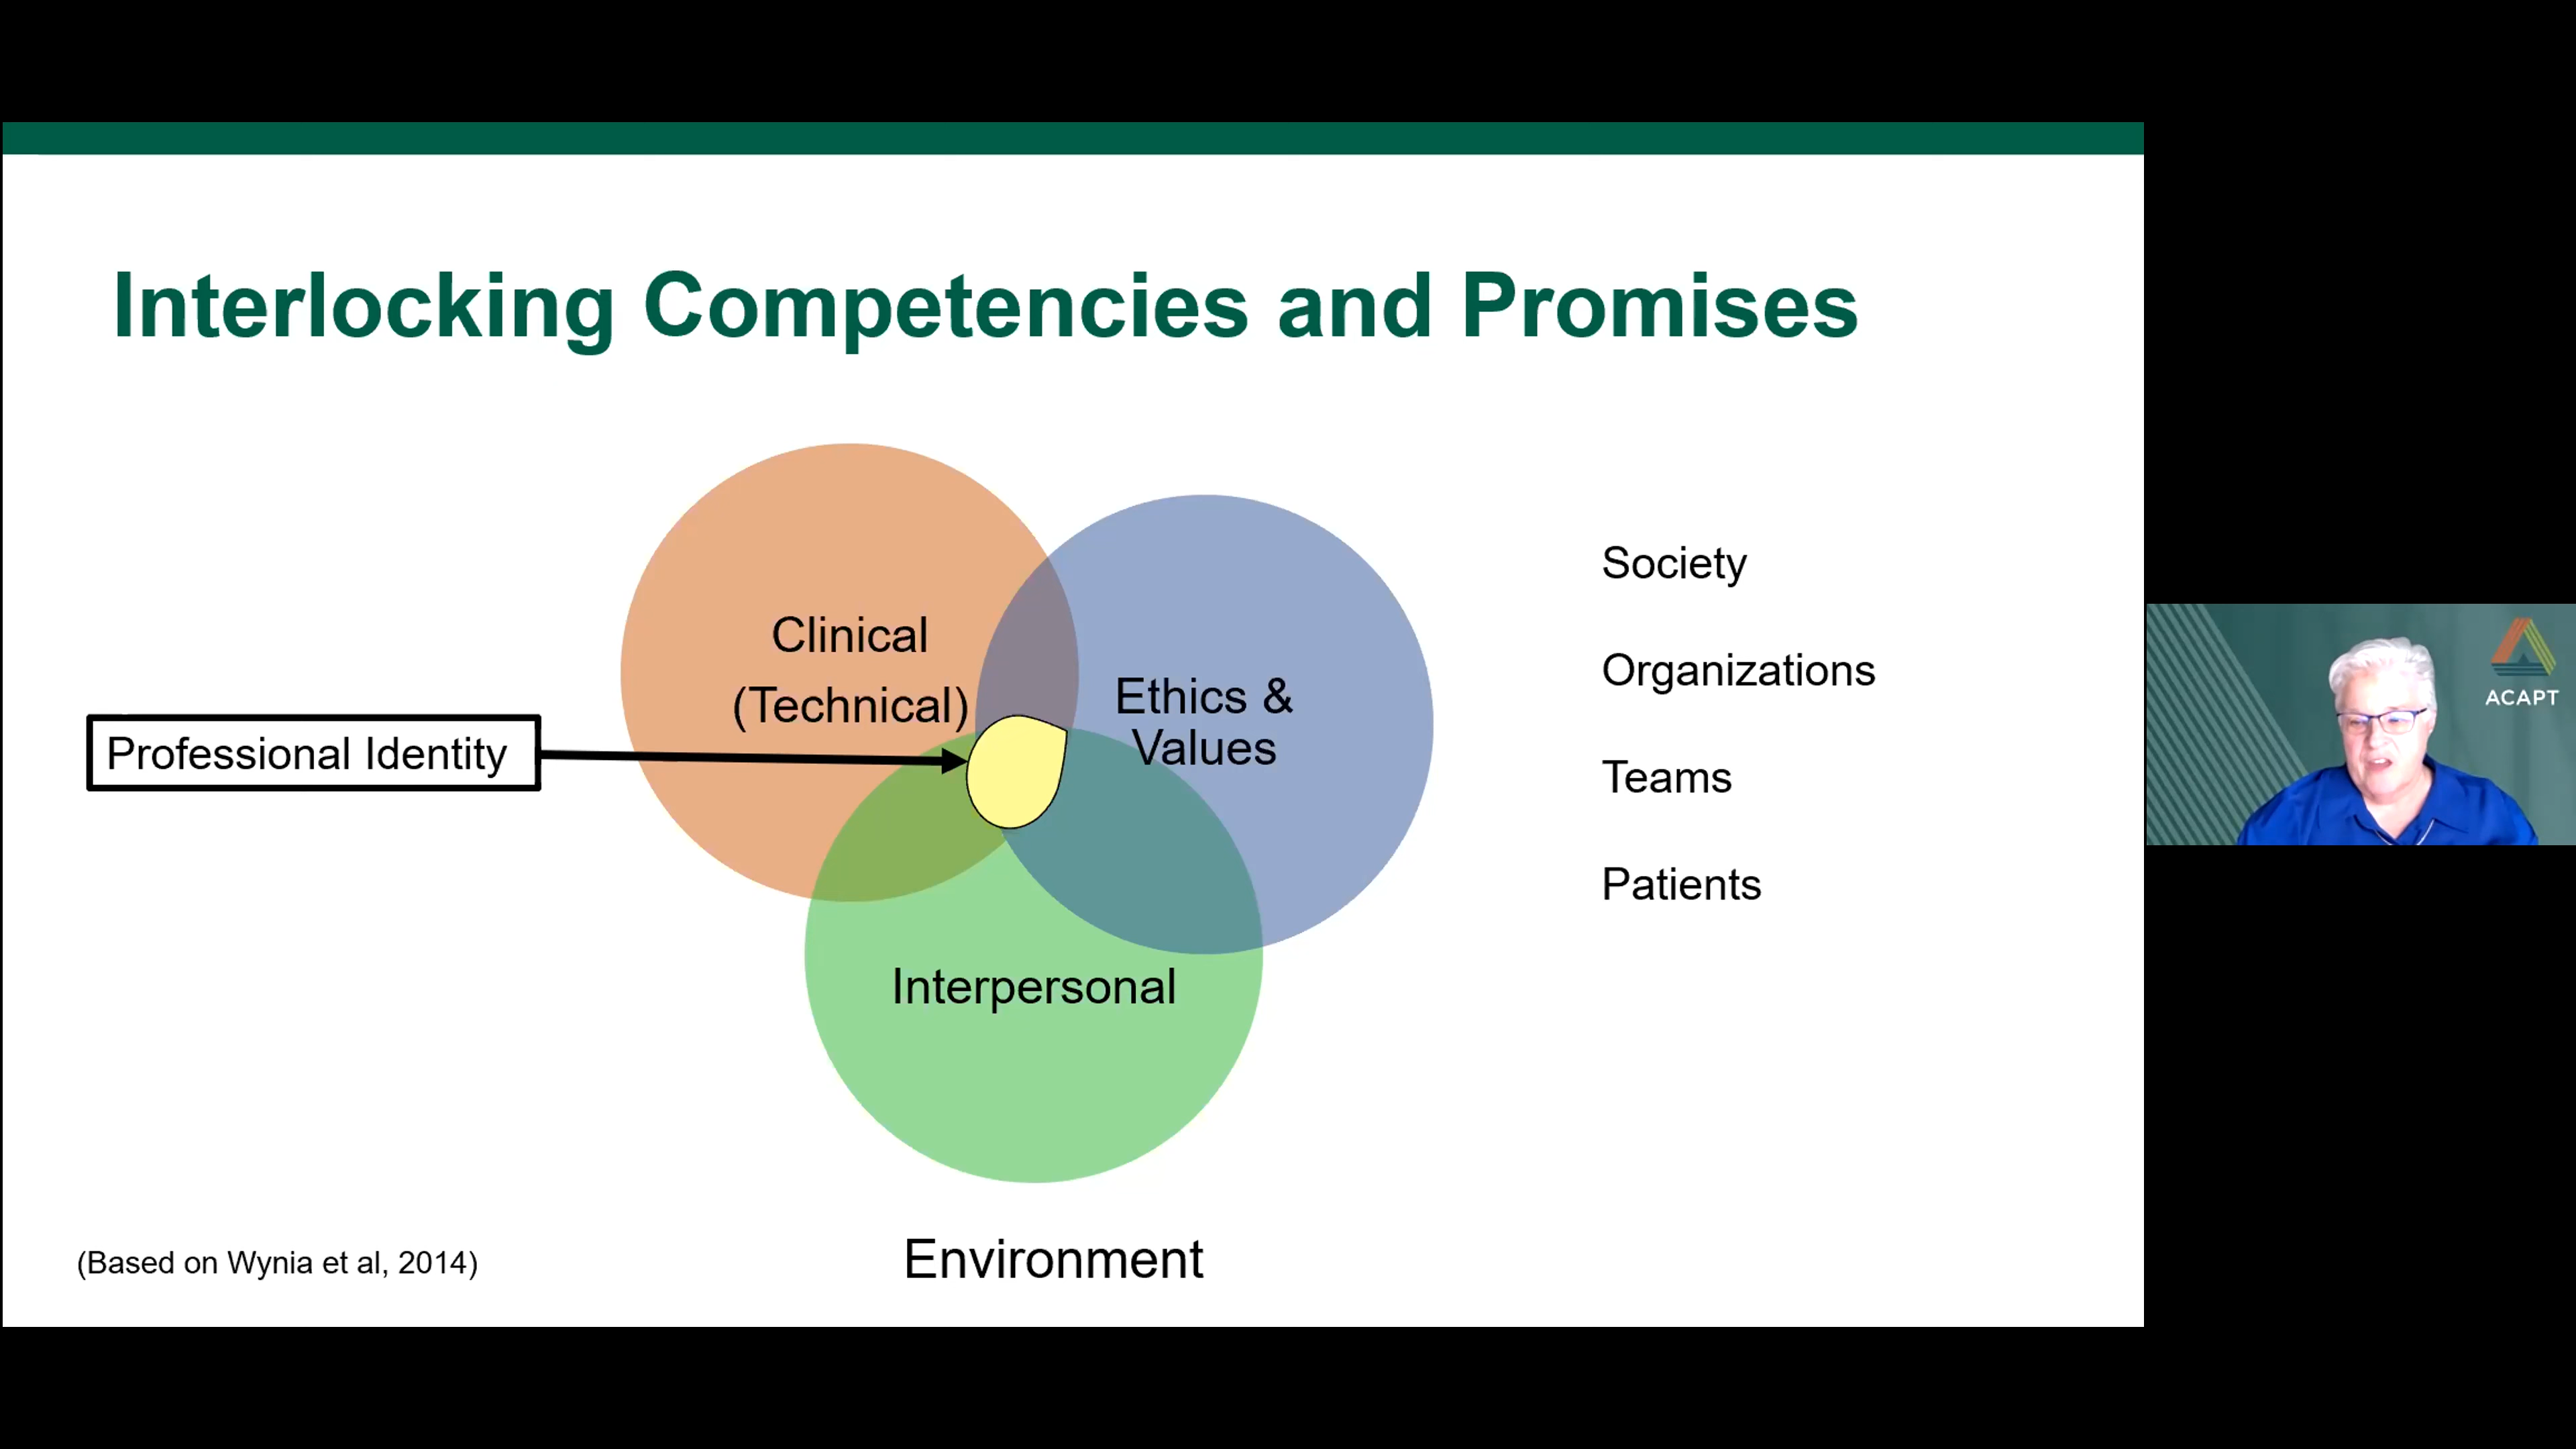 Interlocking Competencies and Promises
Clinical
(Technical)
Ethics &
Values
Professional Identity
Interpersonal
Environment
Society
Organizations
Teams
Patients
(Based on Wynia et al, 2014)
ACAPT